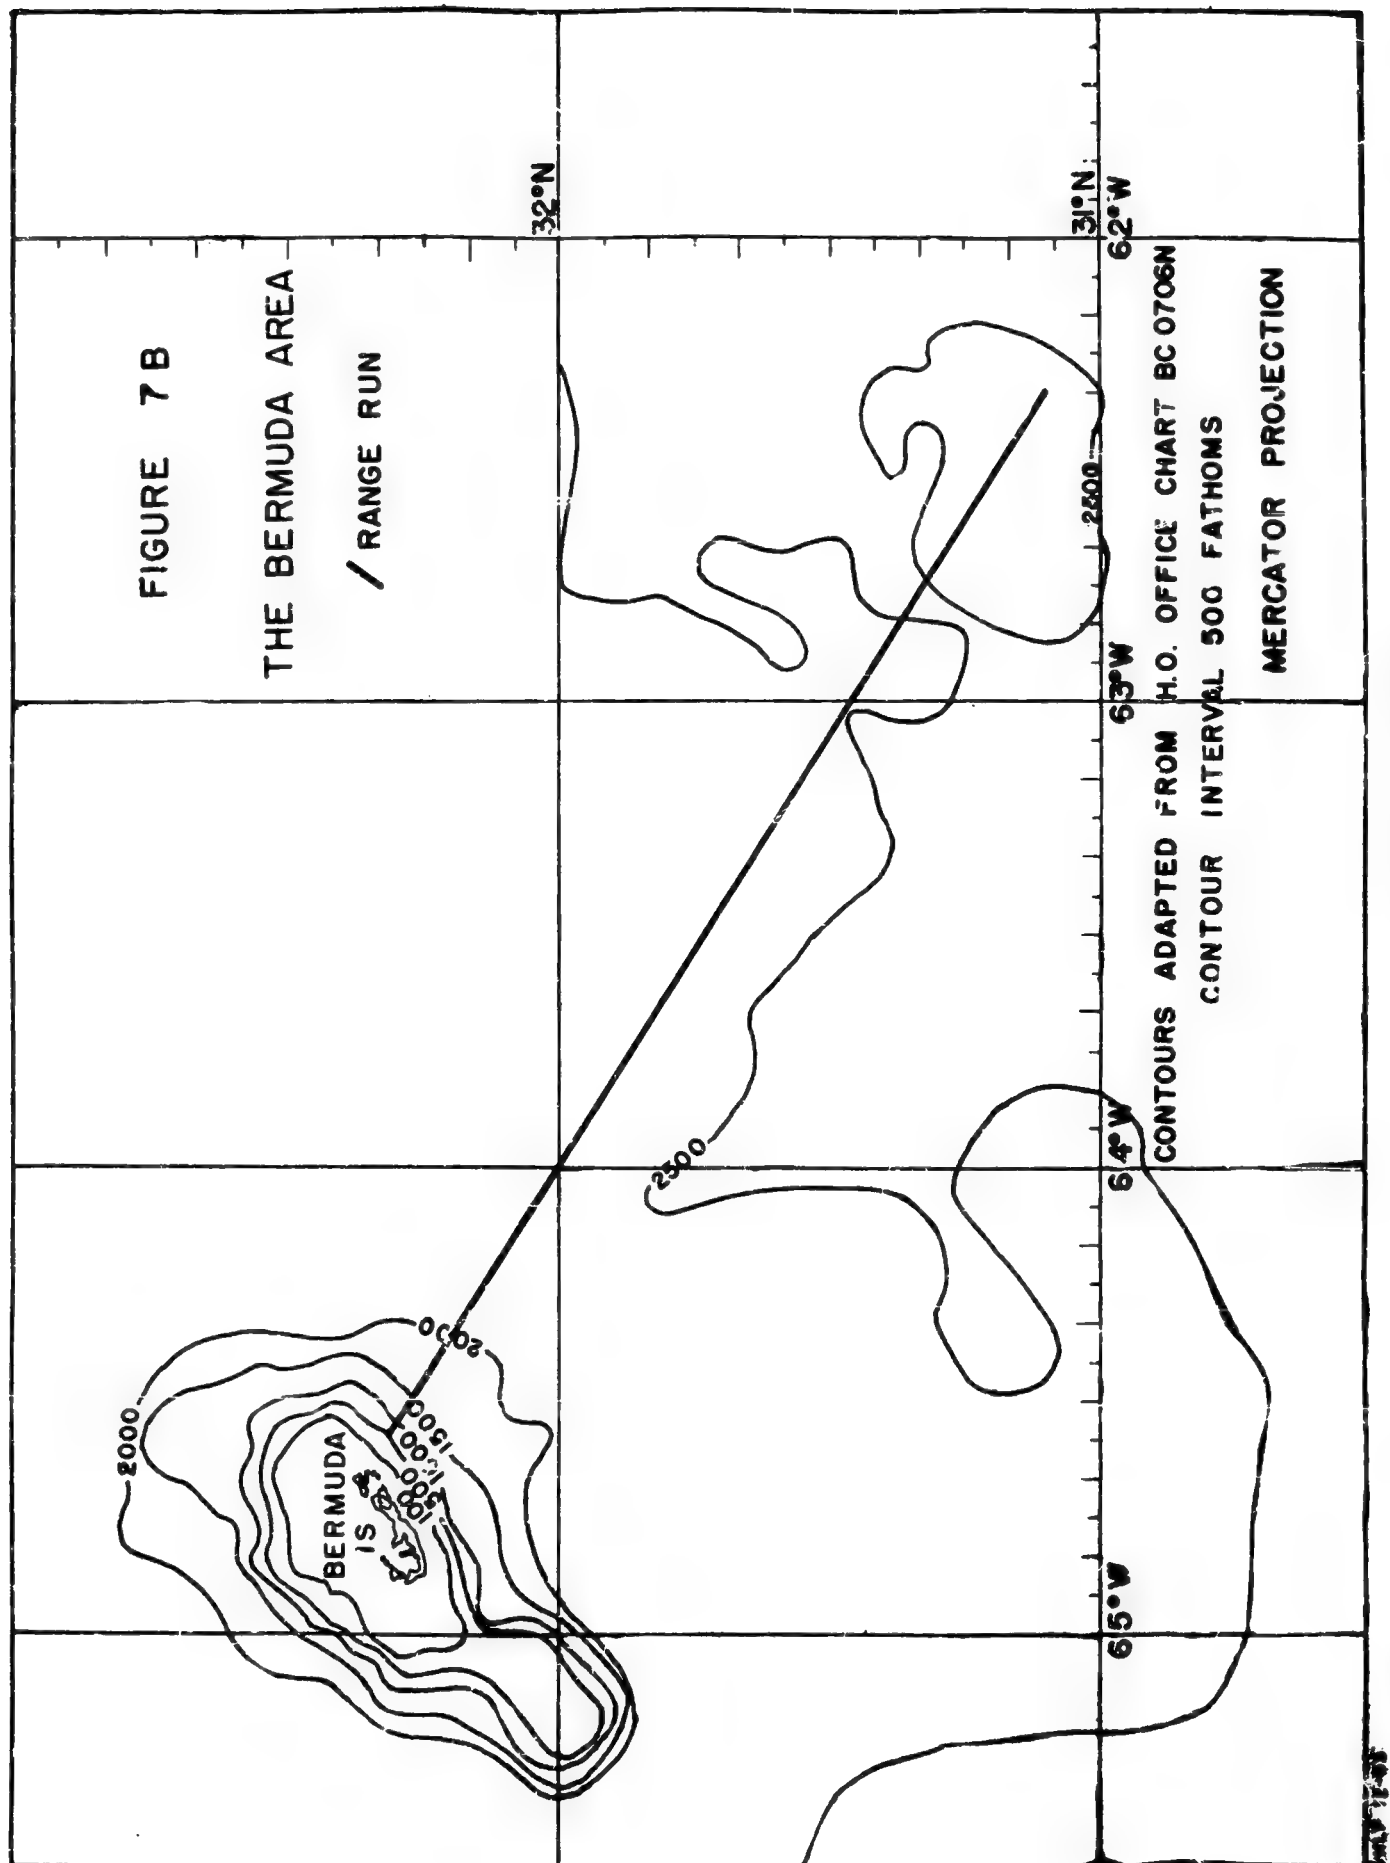 FIGURE 7B
THE BERMUDA AREA
/ RANGE RUN
32°N
31°N
62°W
63°W
64°W
65°W
2000
2000
1500
1000
500
100
BERMUDA
IS
2500
2500
CONTOURS ADAPTED FROM H.O. OFFICE CHART BC 0706N
CONTOUR INTERVAL 500 FATHOMS
MERCATOR PROJECTION